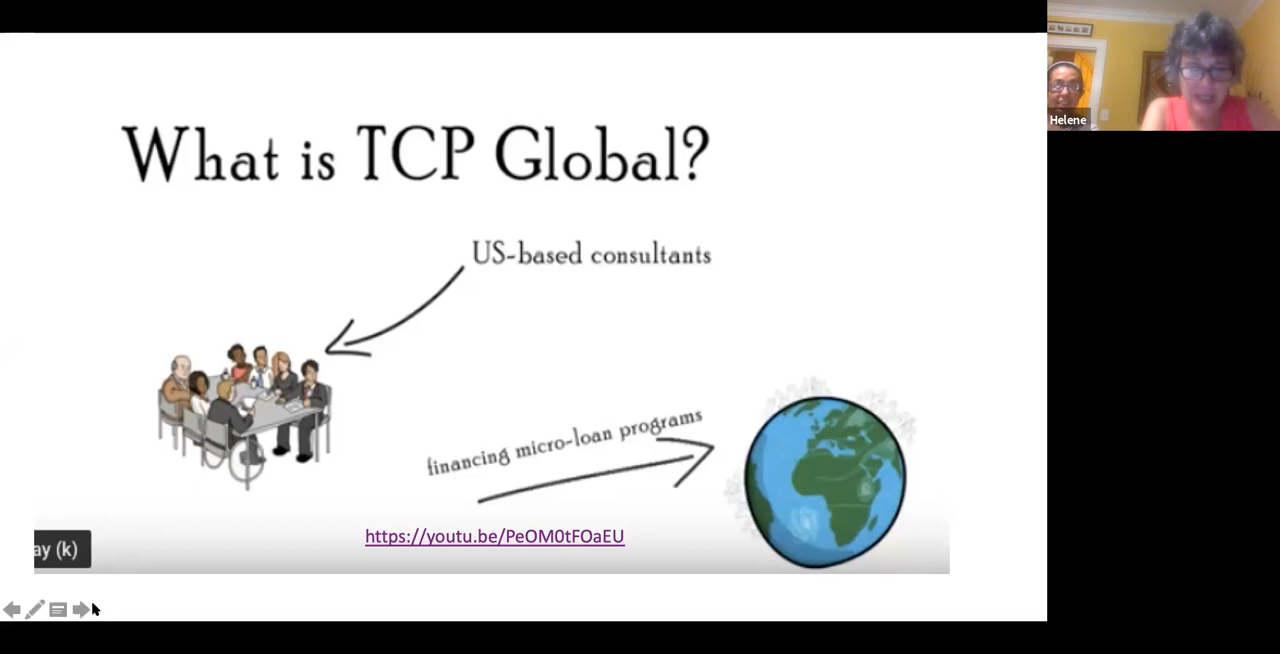 What is TCP Global?
US-based consultants
financing micro-loan programs
https://youtu.be/PeOM0tFOaEU
ay (k)
Helene